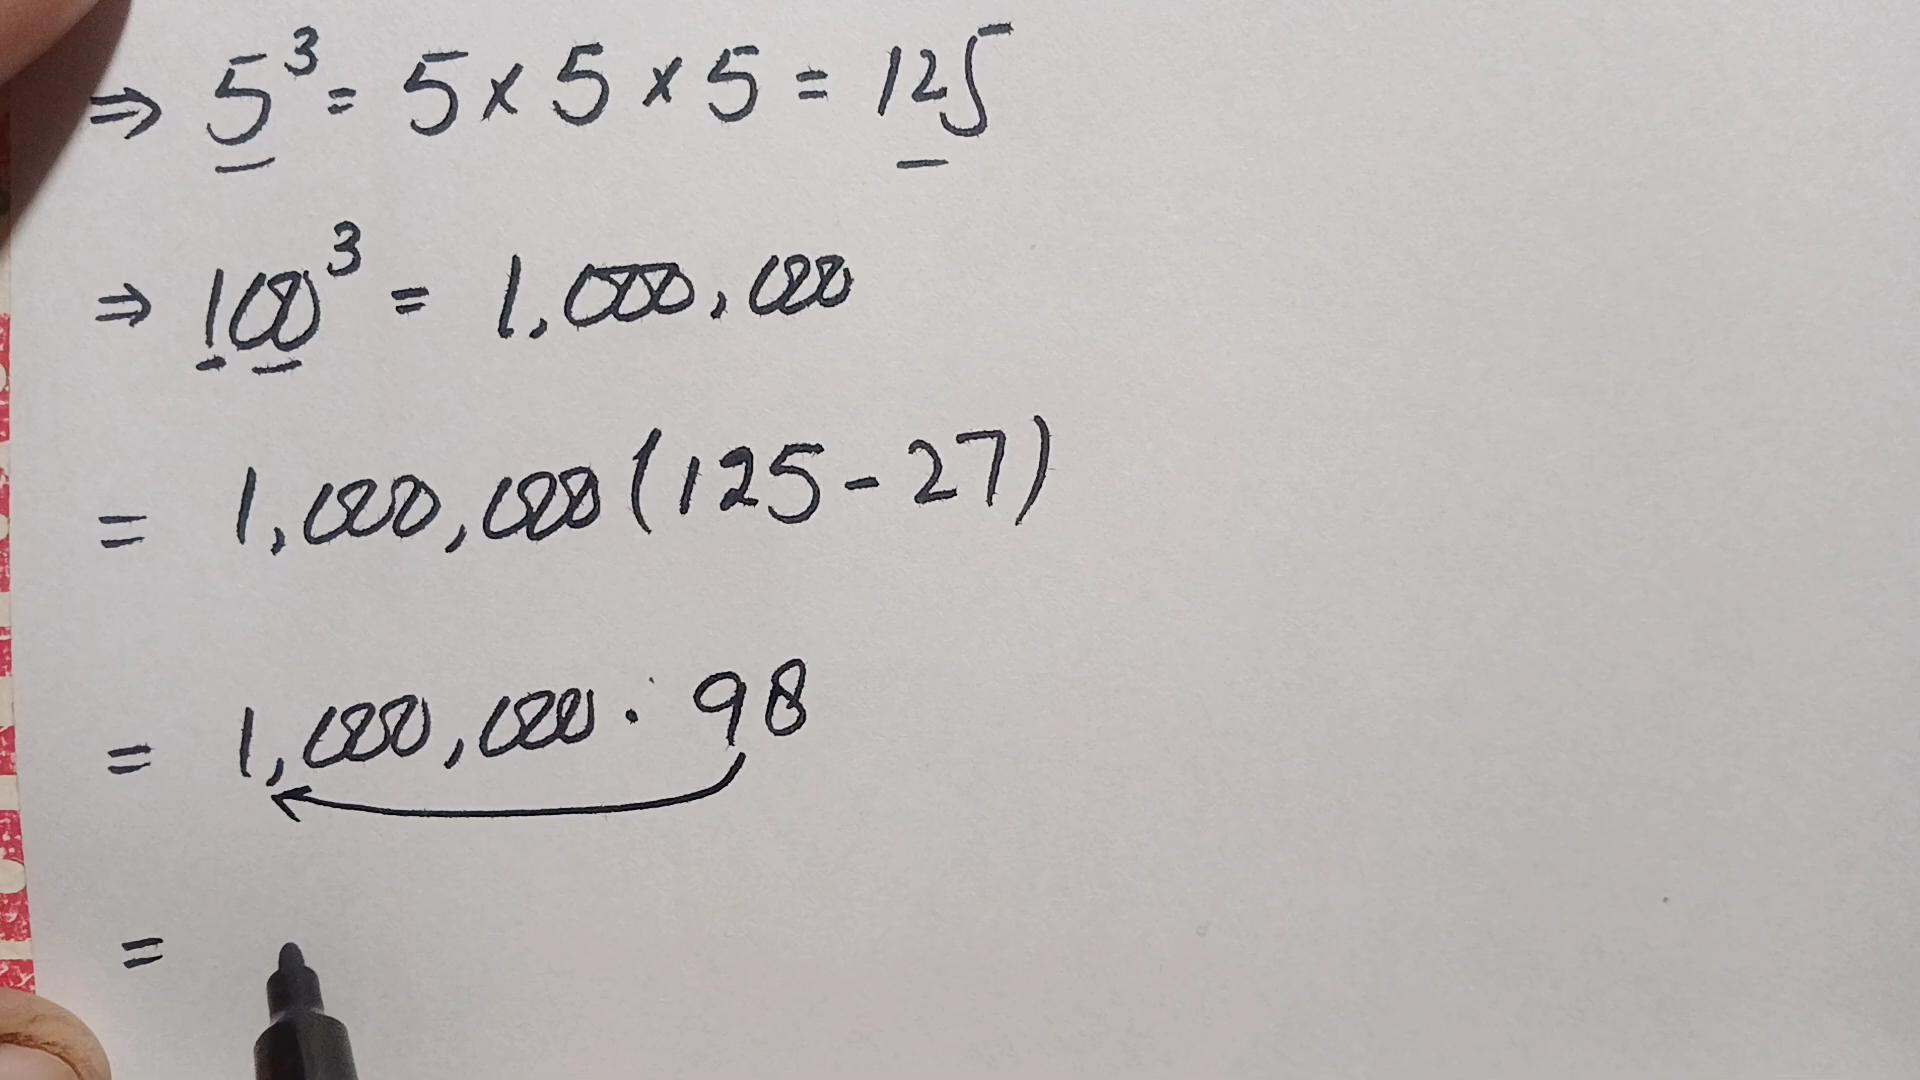 ⇒ 5³ = 5 × 5 × 5 = 125
⇒ 100³ = 1,000,000
= 1,000,000 (125 - 27)
= 1,000,000 . 98
=